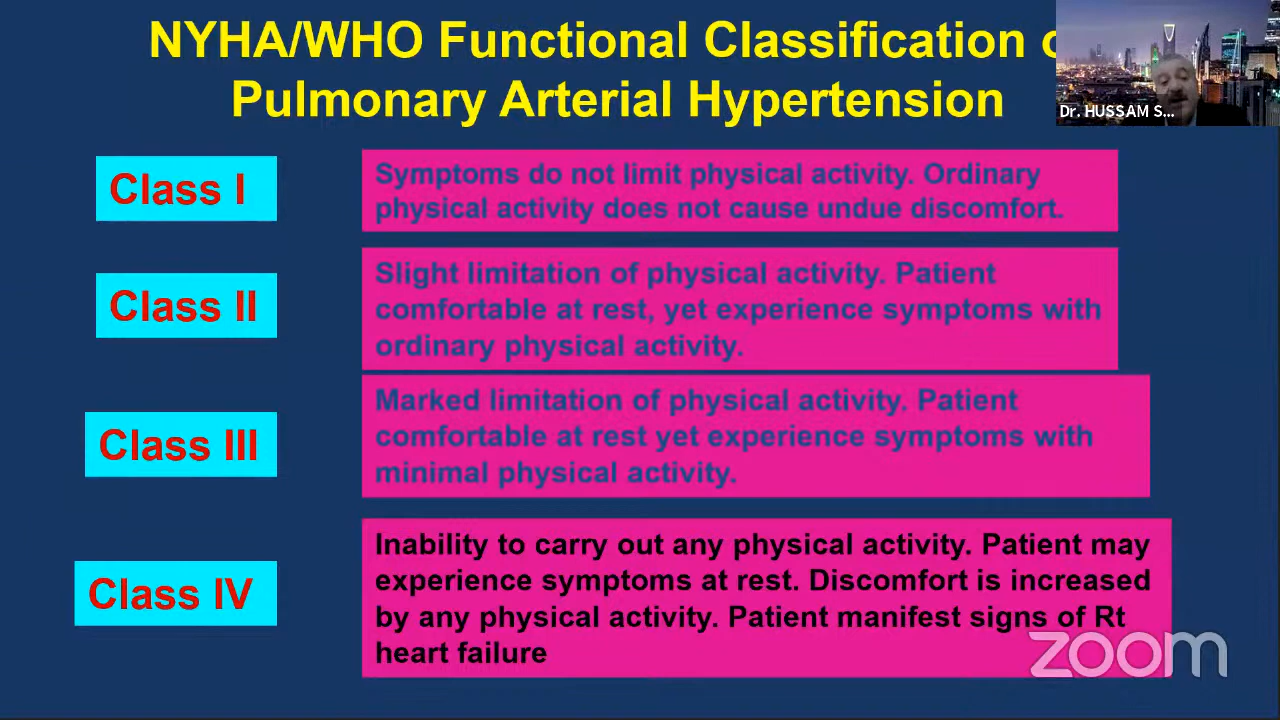 NYHA/WHO Functional Classification
Pulmonary Arterial Hypertension
Dr. HUSSAM S...
Class I
Symptoms do not limit physical activity. Ordinary
physical activity does not cause undue discomfort.
Class II
Slight limitation of physical activity. Patient
comfortable at rest, yet experience symptoms with
ordinary physical activity.
Class III
Marked limitation of physical activity. Patient
comfortable at rest yet experience symptoms with
minimal physical activity.
Class IV
Inability to carry out any physical activity. Patient may
experience symptoms at rest. Discomfort is increased
by any physical activity. Patient manifest signs of Rt
heart failure
zoom